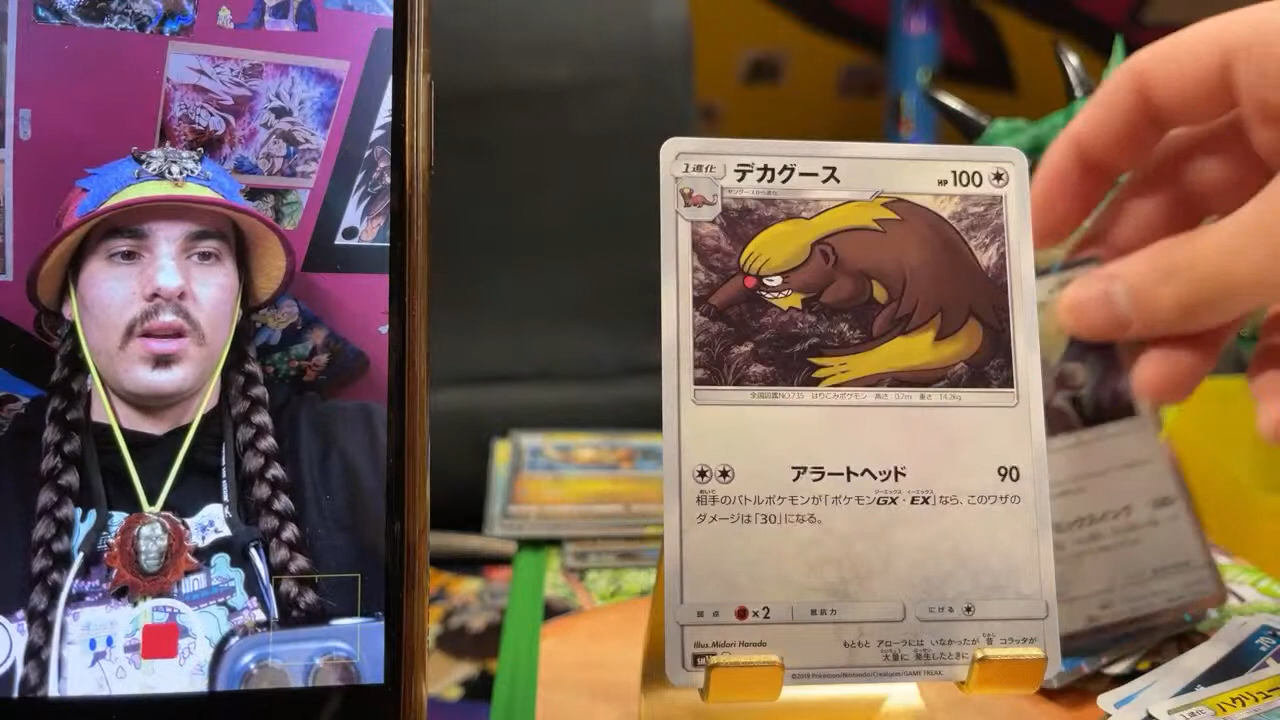 1進化
デカグース
HP 100
ヤングースから進化
全国図鑑NO.735 はりこみポケモン 高さ:0.7m 重さ:14.2kg
アラートヘッド 90
相手のバトルポケモンが「ポケモンGX・EX」なら、このワザの
ダメージは「30」になる。
弱点 ×2 抵抗力 にげる
Illus. Midori Harada
もともと アローラには いなかったが 昔 コラッタが
大量に 発生したときに
©2019 Pokémon/Nintendo/Creatures/GAME FREAK.
ハクリュー